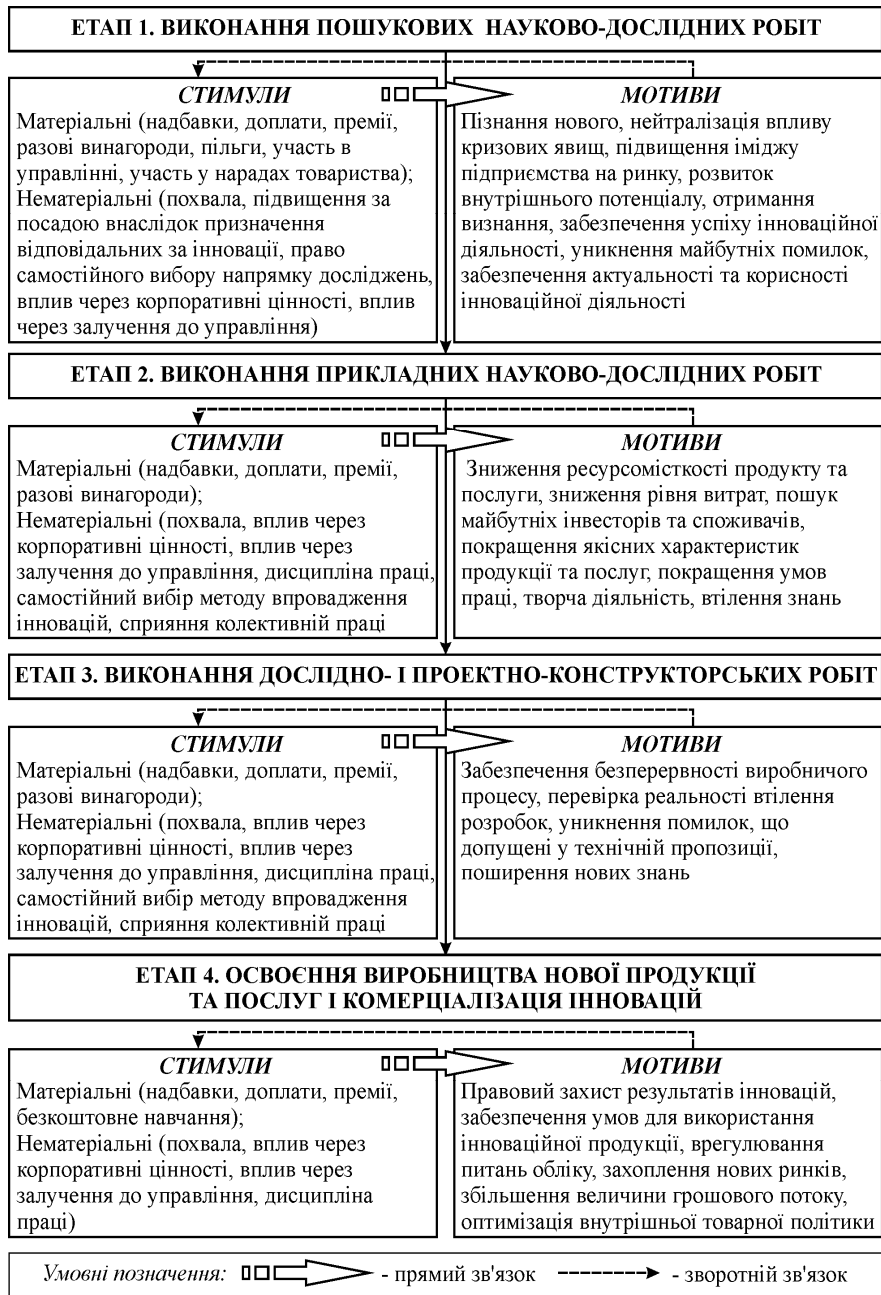 ЕТАП 1. ВИКОНАННЯ ПОШУКОВИХ НАУКОВО-ДОСЛІДНИХ РОБІТ
СТИМУЛИ
Матеріальні (надбавки, доплати, премії,
разові винагороди, пільги, участь в
управлінні, участь у нарадах товариства);
Нематеріальні (похвала, підвищення за
посадою внаслідок призначення
відповідальних за інновації, право
самостійного вибору напрямку досліджень,
вплив через корпоративні цінності, вплив
через залучення до управління)
МОТИВИ
Пізнання нового, нейтралізація впливу
кризових явищ, підвищення іміджу
підприємства на ринку, розвиток
внутрішнього потенціалу, отримання
визнання, забезпечення успіху інноваційної
діяльності, уникнення майбутніх помилок,
забезпечення актуальності та корисності
інноваційної діяльності
ЕТАП 2. ВИКОНАННЯ ПРИКЛАДНИХ НАУКОВО-ДОСЛІДНИХ РОБІТ
СТИМУЛИ
Матеріальні (надбавки, доплати, премії,
разові винагороди);
Нематеріальні (похвала, вплив через
корпоративні цінності, вплив через
залучення до управління, дисципліна праці,
самостійний вибір методу впровадження
інновацій, сприяння колективній праці
МОТИВИ
Зниження ресурсомісткості продукту та
послуги, зниження рівня витрат, пошук
майбутніх інвесторів та споживачів,
покращення якісних характеристик
продукції та послуг, покращення умов
праці, творча діяльність, втілення знань
ЕТАП 3. ВИКОНАННЯ ДОСЛІДНО- І ПРОЕКТНО-КОНСТРУКТОРСЬКИХ РОБІТ
СТИМУЛИ
Матеріальні (надбавки, доплати, премії,
разові винагороди);
Нематеріальні (похвала, вплив через
корпоративні цінності, вплив через
залучення до управління, дисципліна праці,
самостійний вибір методу впровадження
інновацій, сприяння колективній праці
МОТИВИ
Забезпечення безперервності виробничого
процесу, перевірка реальності втілення
розробок, уникнення помилок, що
допущені у технічній пропозиції,
поширення нових знань
ЕТАП 4. ОСВОЄННЯ ВИРОБНИЦТВА НОВОЇ ПРОДУКЦІЇ
ТА ПОСЛУГ І КОМЕРЦІАЛІЗАЦІЯ ІННОВАЦІЙ
СТИМУЛИ
Матеріальні (надбавки, доплати, премії,
безкоштовне навчання);
Нематеріальні (похвала, вплив через
корпоративні цінності, вплив через
залучення до управління, дисципліна
праці)
МОТИВИ
Правовий захист результатів інновацій,
забезпечення умов для використання
інноваційної продукції, врегулювання
питань обліку, захоплення нових ринків,
збільшення величини грошового потоку,
оптимізація внутрішньої товарної політики
Умовні позначення: - прямий зв'язок - зворотній зв'язок